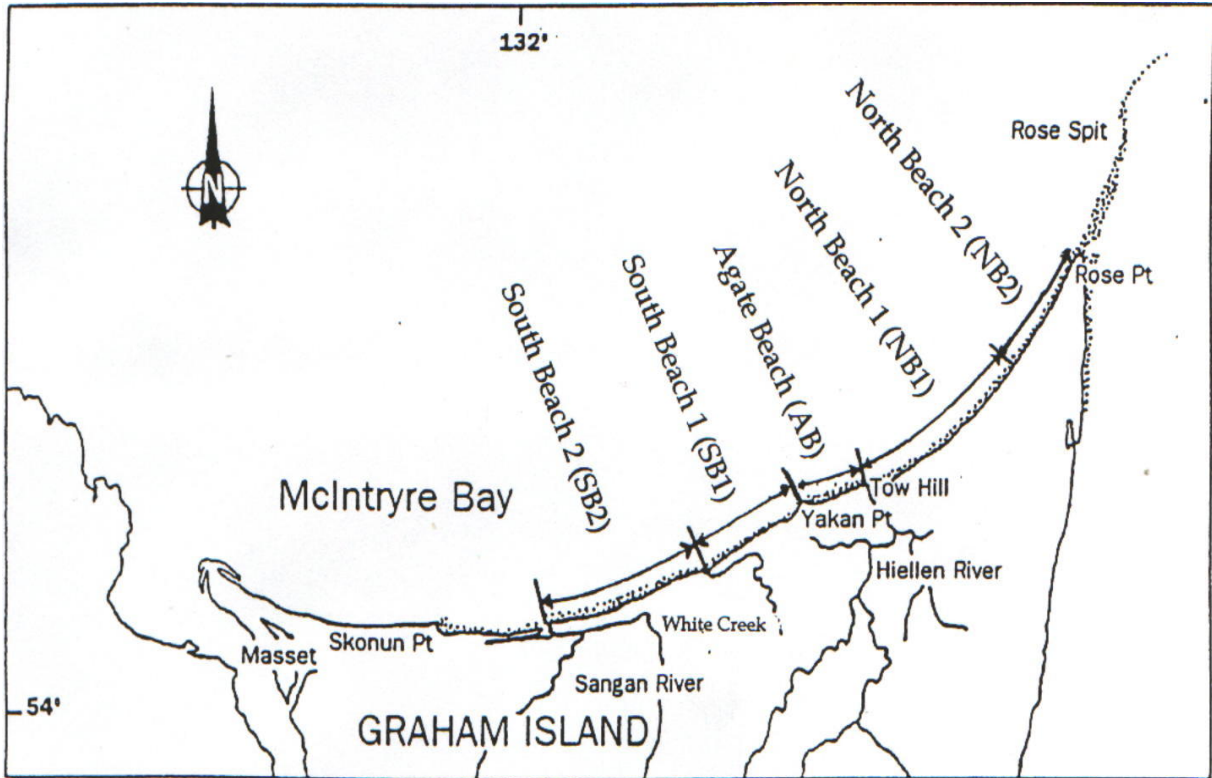 132°
N
Rose Spit
North Beach 2 (NB2)
North Beach 1 (NB1)
Agate Beach (AB)
South Beach 1 (SB1)
South Beach 2 (SB2)
Rose Pt
McIntryre Bay
Tow Hill
Yakan Pt
Hiellen River
White Creek
Skonun Pt
Masset
Sangan River
54°
GRAHAM ISLAND